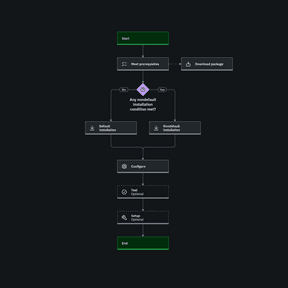 Start
Meet prerequisites
Download package
No
Yes
Any nondefault
installation
condition met?
Default
installation
Nondefault
installation
Configure
Test
Optional
Setup
Optional
End